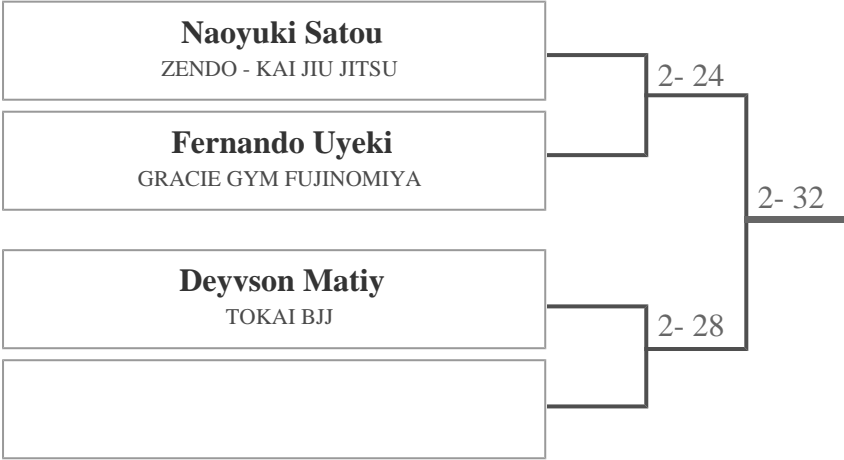 Naoyuki Satou
ZENDO - KAI JIU JITSU
2- 24
Fernando Uyeki
GRACIE GYM FUJINOMIYA
2- 32
Deyvson Matiy
TOKAI BJJ
2- 28